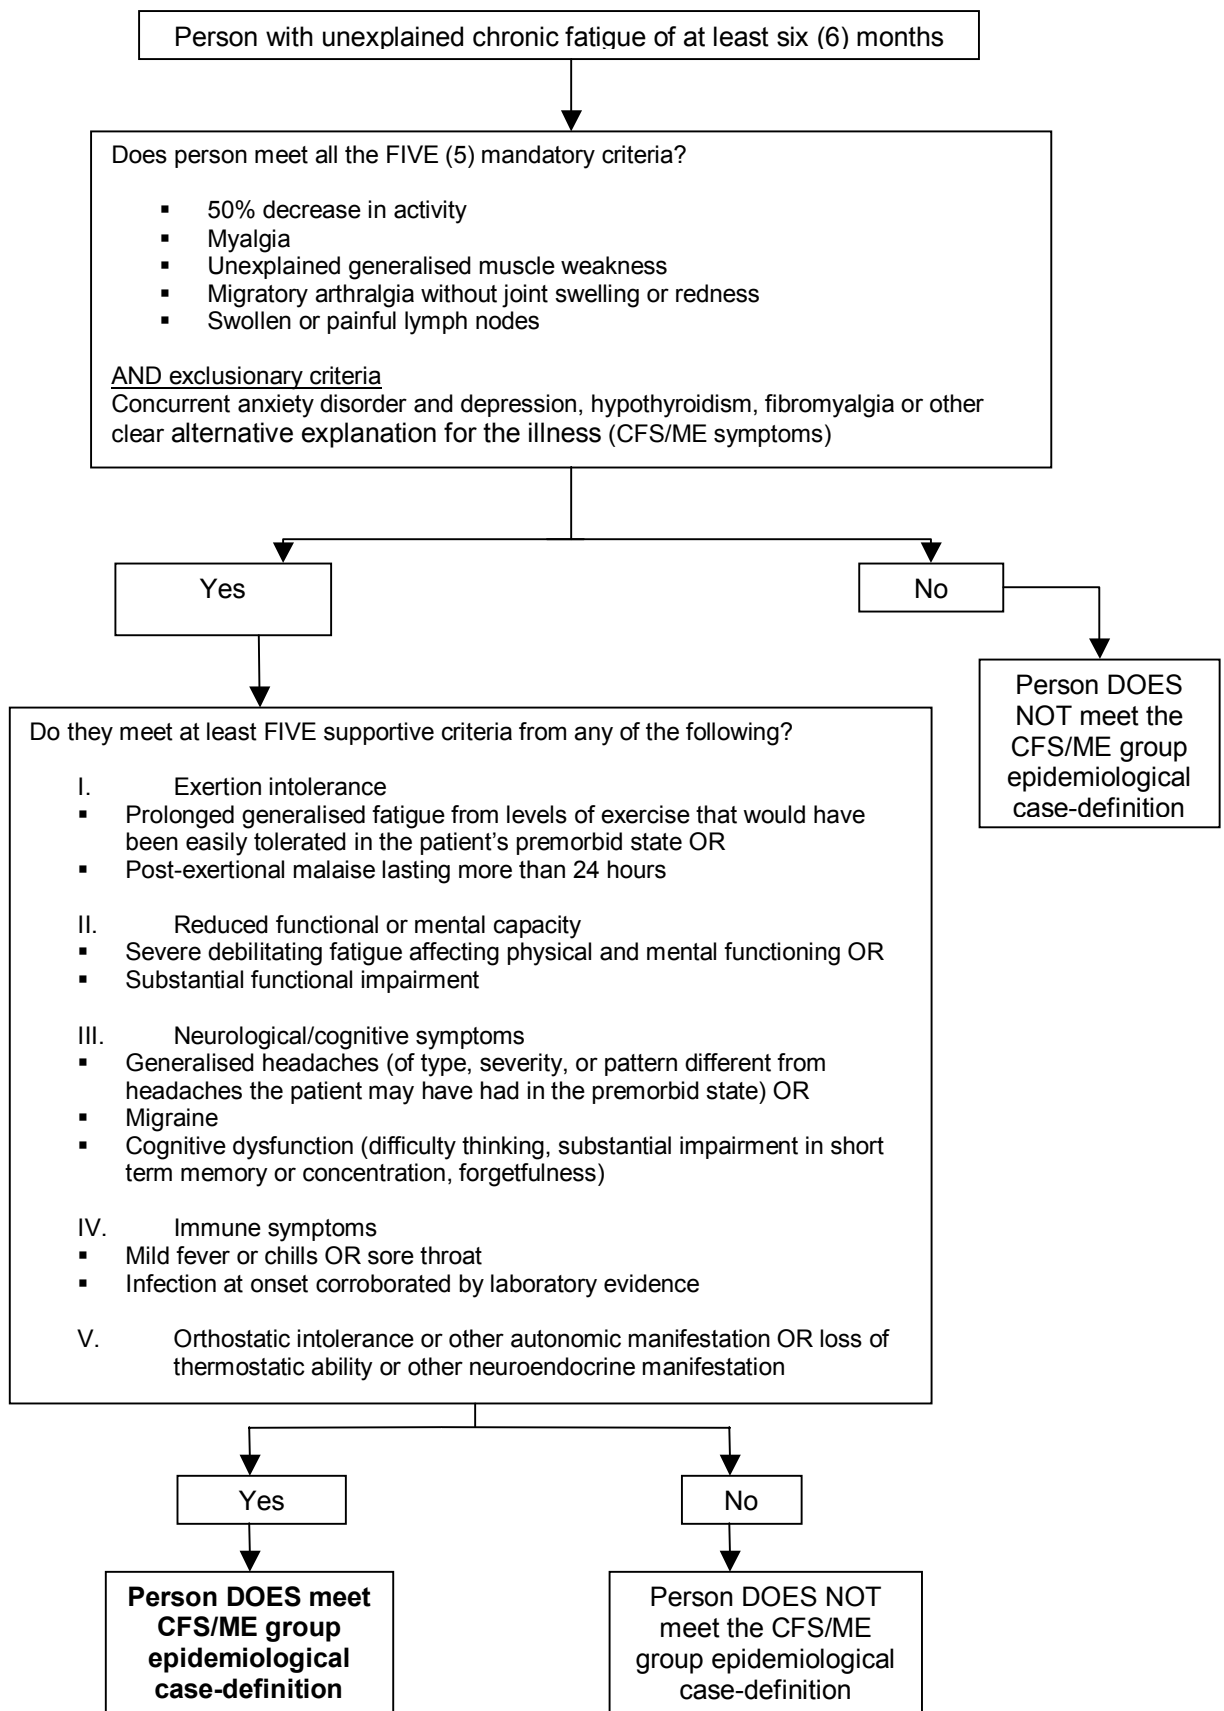 Person with unexplained chronic fatigue of at least six (6) months
Does person meet all the FIVE (5) mandatory criteria?
▪ 50% decrease in activity
▪ Myalgia
▪ Unexplained generalised muscle weakness
▪ Migratory arthralgia without joint swelling or redness
▪ Swollen or painful lymph nodes
AND exclusionary criteria
Concurrent anxiety disorder and depression, hypothyroidism, fibromyalgia or other
clear alternative explanation for the illness (CFS/ME symptoms)
Yes
No
Person DOES
NOT meet the
CFS/ME group
epidemiological
case-definition
Do they meet at least FIVE supportive criteria from any of the following?
I. Exertion intolerance
▪ Prolonged generalised fatigue from levels of exercise that would have
been easily tolerated in the patient’s premorbid state OR
▪ Post-exertional malaise lasting more than 24 hours
II. Reduced functional or mental capacity
▪ Severe debilitating fatigue affecting physical and mental functioning OR
▪ Substantial functional impairment
III. Neurological/cognitive symptoms
▪ Generalised headaches (of type, severity, or pattern different from
headaches the patient may have had in the premorbid state) OR
▪ Migraine
▪ Cognitive dysfunction (difficulty thinking, substantial impairment in short
term memory or concentration, forgetfulness)
IV. Immune symptoms
▪ Mild fever or chills OR sore throat
▪ Infection at onset corroborated by laboratory evidence
V. Orthostatic intolerance or other autonomic manifestation OR loss of
thermostatic ability or other neuroendocrine manifestation
Yes
No
Person DOES meet
CFS/ME group
epidemiological
case-definition
Person DOES NOT
meet the CFS/ME
group epidemiological
case-definition